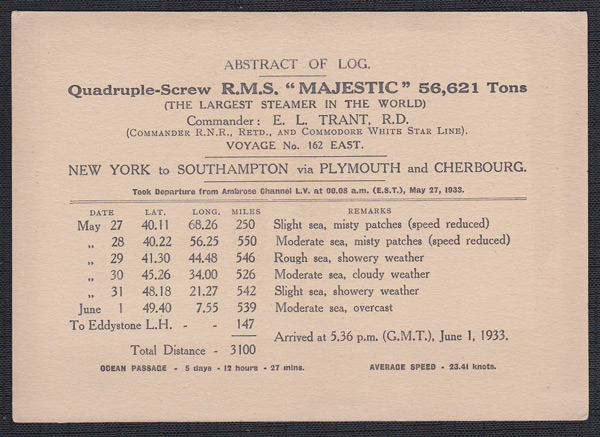 ABSTRACT OF LOG.
Quadruple-Screw R.M.S. "MAJESTIC" 56,621 Tons
(THE LARGEST STEAMER IN THE WORLD)
Commander: E. L. TRANT, R.D.
(COMMANDER R.N.R., RETD., AND COMMODORE WHITE STAR LINE).
VOYAGE No. 162 EAST.
NEW YORK to SOUTHAMPTON via PLYMOUTH and CHERBOURG.
Took Departure from Ambrose Channel L.V. at 00.08 a.m. (E.S.T.), May 27, 1933.
DATE LAT. LONG. MILES REMARKS
May 27 40.11 68.26 250 Slight sea, misty patches (speed reduced)
„ 28 40.22 56.25 550 Moderate sea, misty patches (speed reduced)
„ 29 41.30 44.48 546 Rough sea, showery weather
„ 30 45.26 34.00 526 Moderate sea, cloudy weather
„ 31 48.18 21.27 542 Slight sea, showery weather
June 1 49.40 7.55 539 Moderate sea, overcast
To Eddystone L.H. - - 147
Arrived at 5.36 p.m. (G.M.T.), June 1, 1933.
Total Distance - 3100
OCEAN PASSAGE - 5 days - 12 hours - 27 mins. AVERAGE SPEED - 23.41 knots.